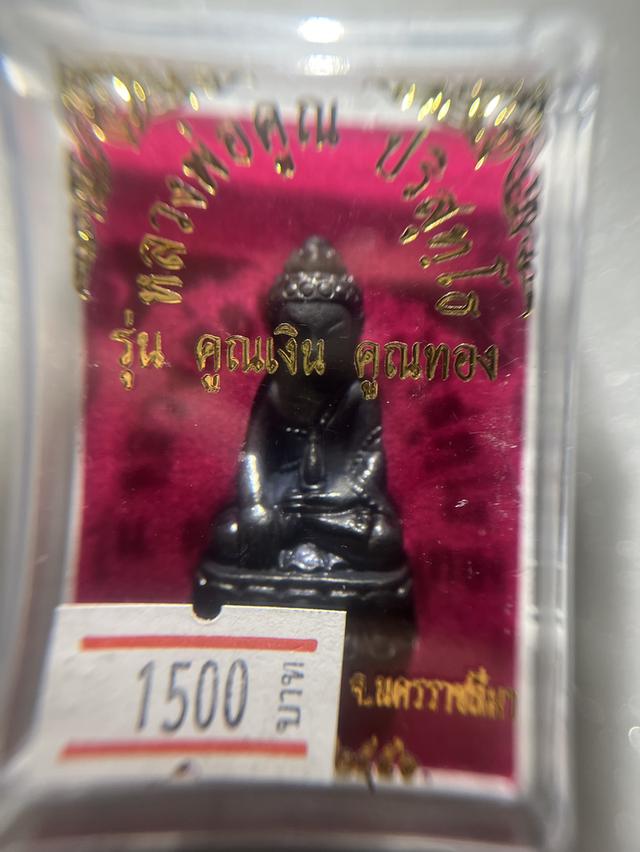 หลวงพ่อคูณ ปริสุทฺโธ
รุ่น คูณเงิน คูณทอง
1500 บาท
จ.นครราชสีมา